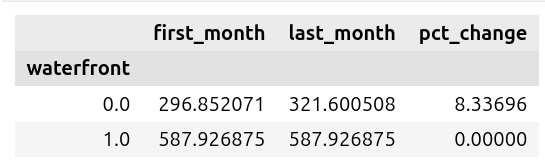 first_month last_month pct_change
waterfront
0.0 296.852071 321.600508 8.33696
1.0 587.926875 587.926875 0.00000